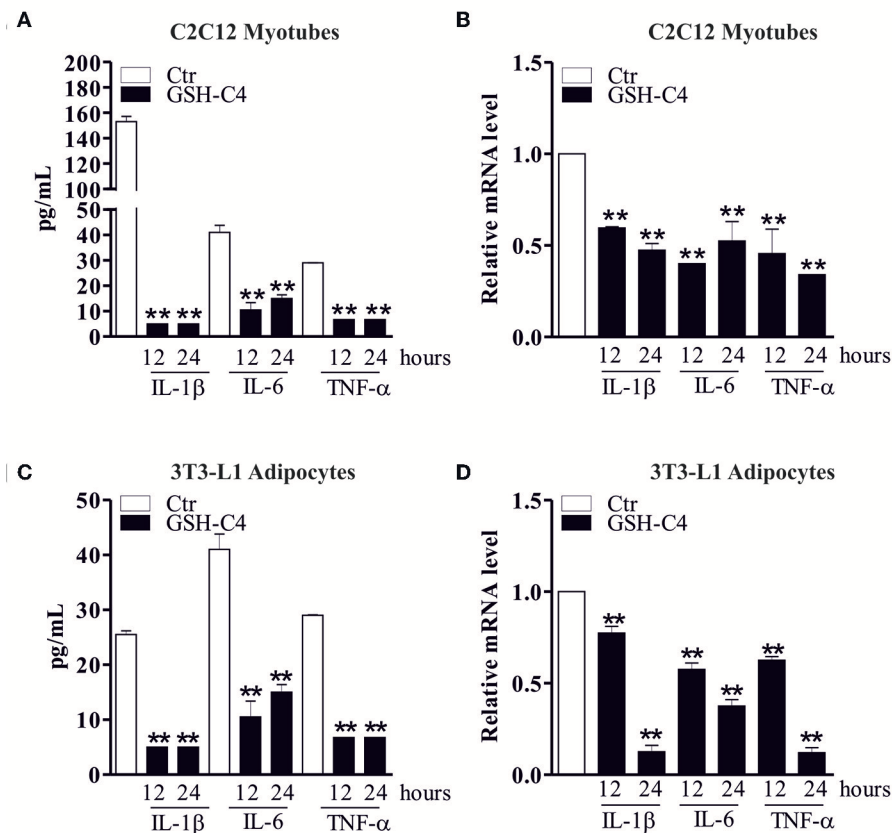 A
C2C12 Myotubes
Ctr
GSH-C4
pg/mL
200
180
160
140
120
100
50
40
30
20
10
0
** ** ** ** ** **
12 24 12 24 12 24 hours
IL-1β IL-6 TNF-α
B
C2C12 Myotubes
Ctr
GSH-C4
Relative mRNA level
1.5
1.0
0.5
0.0
** ** ** ** ** **
12 24 12 24 12 24 hours
IL-1β IL-6 TNF-α
C
3T3-L1 Adipocytes
Ctr
GSH-C4
pg/mL
50
40
30
20
10
0
** ** ** ** ** **
12 24 12 24 12 24 hours
IL-1β IL-6 TNF-α
D
3T3-L1 Adipocytes
Ctr
GSH-C4
Relative mRNA level
1.5
1.0
0.5
0.0
** ** ** ** ** **
12 24 12 24 12 24 hours
IL-1β IL-6 TNF-α